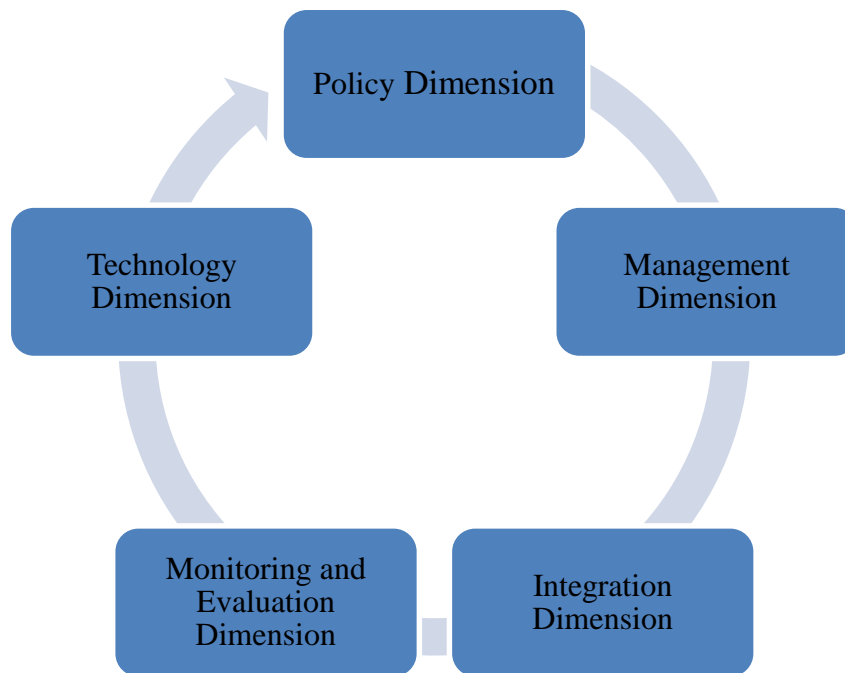 Policy Dimension
Management
Dimension
Integration
Dimension
Monitoring and
Evaluation
Dimension
Technology
Dimension